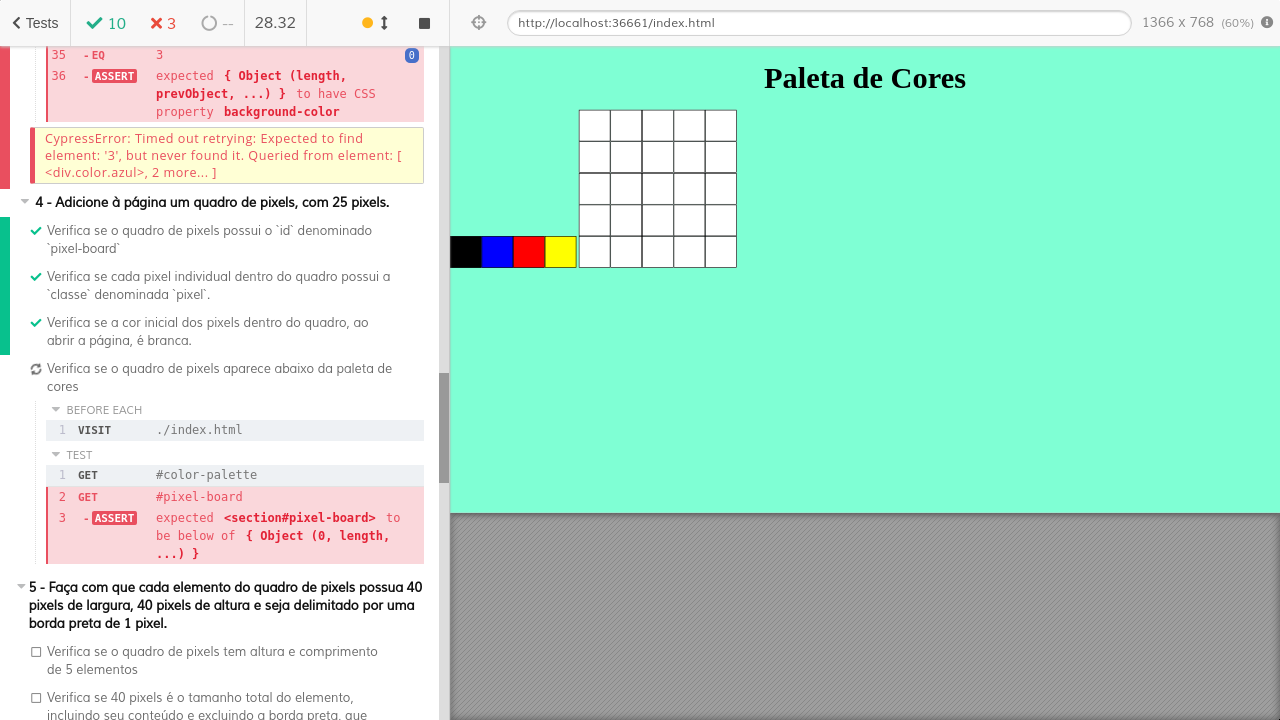 Tests 10 3 -- 28.32 http://localhost:36661/index.html 1366 x 768 (60%)
35 - EQ 3 0
36 - ASSERT expected { Object (length,
prevObject, ...) } to have CSS
property background-color
CypressError: Timed out retrying: Expected to find
element: '3', but never found it. Queried from element: [
<div.color.azul>, 2 more... ]
4 - Adicione à página um quadro de pixels, com 25 pixels.
Verifica se o quadro de pixels possui o `id` denominado
`pixel-board`
Verifica se cada pixel individual dentro do quadro possui a
`classe` denominada `pixel`.
Verifica se a cor inicial dos pixels dentro do quadro, ao
abrir a página, é branca.
Verifica se o quadro de pixels aparece abaixo da paleta de
cores
BEFORE EACH
1 VISIT ./index.html
TEST
1 GET #color-palette
2 GET #pixel-board
3 - ASSERT expected <section#pixel-board> to
be below of { Object (0, length,
...) }
5 - Faça com que cada elemento do quadro de pixels possua 40
pixels de largura, 40 pixels de altura e seja delimitado por uma
borda preta de 1 pixel.
Verifica se o quadro de pixels tem altura e comprimento
de 5 elementos
Verifica se 40 pixels é o tamanho total do elemento,
incluindo seu conteúdo e excluindo a borda preta, que
Paleta de Cores